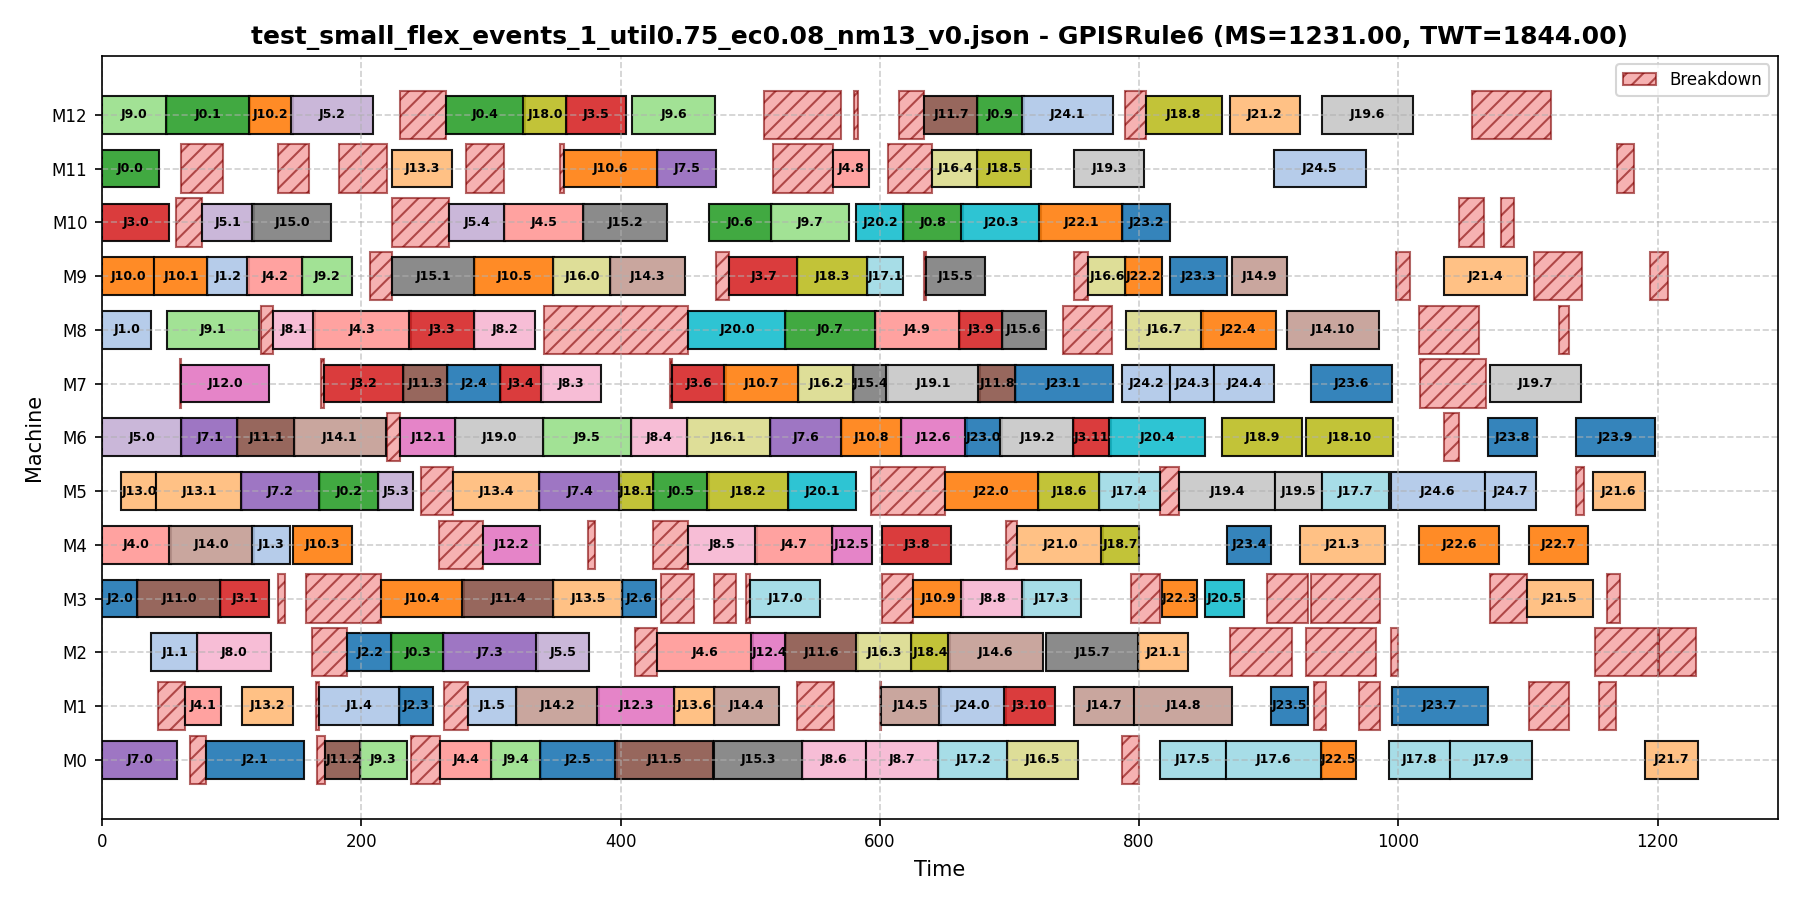 test_small_flex_events_1_util0.75_ec0.08_nm13_v0.json - GPISRule6 (MS=1231.00, TWT=1844.00)
Breakdown
M12 J9.0 J0.1 J10.2 J5.2 J0.4 J18.0 J3.5 J9.6 J11.7 J0.9 J24.1 J18.8 J21.2 J19.6
M11 J0.0 J13.3 J10.6 J7.5 J4.8 J16.4 J18.5 J19.3 J24.5
M10 J3.0 J5.1 J15.0 J5.4 J4.5 J15.2 J0.6 J9.7 J20.2 J0.8 J20.3 J22.1 J23.2
M9 J10.0 J10.1 J1.2 J4.2 J9.2 J15.1 J10.5 J16.0 J14.3 J3.7 J18.3 J17.1 J15.5 J16.6 J22.2 J23.3 J14.9 J21.4
M8 J1.0 J9.1 J8.1 J4.3 J3.3 J8.2 J20.0 J0.7 J4.9 J3.9 J15.6 J16.7 J22.4 J14.10
M7 J12.0 J3.2 J11.3 J2.4 J3.4 J8.3 J3.6 J10.7 J16.2 J15.4 J19.1 J11.8 J23.1 J24.2 J24.3 J24.4 J23.6 J19.7
M6 J5.0 J7.1 J11.1 J14.1 J12.1 J19.0 J9.5 J8.4 J16.1 J7.6 J10.8 J12.6 J23.0 J19.2 J3.11 J20.4 J18.9 J18.10 J23.8 J23.9
M5 J13.0 J13.1 J7.2 J0.2 J5.3 J13.4 J7.4 J18.1 J0.5 J18.2 J20.1 J22.0 J18.6 J17.4 J19.4 J19.5 J17.7 J24.6 J24.7 J21.6
M4 J4.0 J14.0 J1.3 J10.3 J12.2 J8.5 J4.7 J12.5 J3.8 J21.0 J18.7 J23.4 J21.3 J22.6 J22.7
M3 J2.0 J11.0 J3.1 J10.4 J11.4 J13.5 J2.6 J17.0 J10.9 J8.8 J17.3 J22.3 J20.5 J21.5
M2 J1.1 J8.0 J2.2 J0.3 J7.3 J5.5 J4.6 J12.4 J11.6 J16.3 J18.4 J14.6 J15.7 J21.1
M1 J4.1 J13.2 J1.4 J2.3 J1.5 J14.2 J12.3 J13.6 J14.4 J14.5 J24.0 J3.10 J14.7 J14.8 J23.5 J23.7
M0 J7.0 J2.1 J11.2 J9.3 J4.4 J9.4 J2.5 J11.5 J15.3 J8.6 J8.7 J17.2 J16.5 J17.5 J17.6 J22.5 J17.8 J17.9 J21.7
0 200 400 600 800 1000 1200
Time
Machine